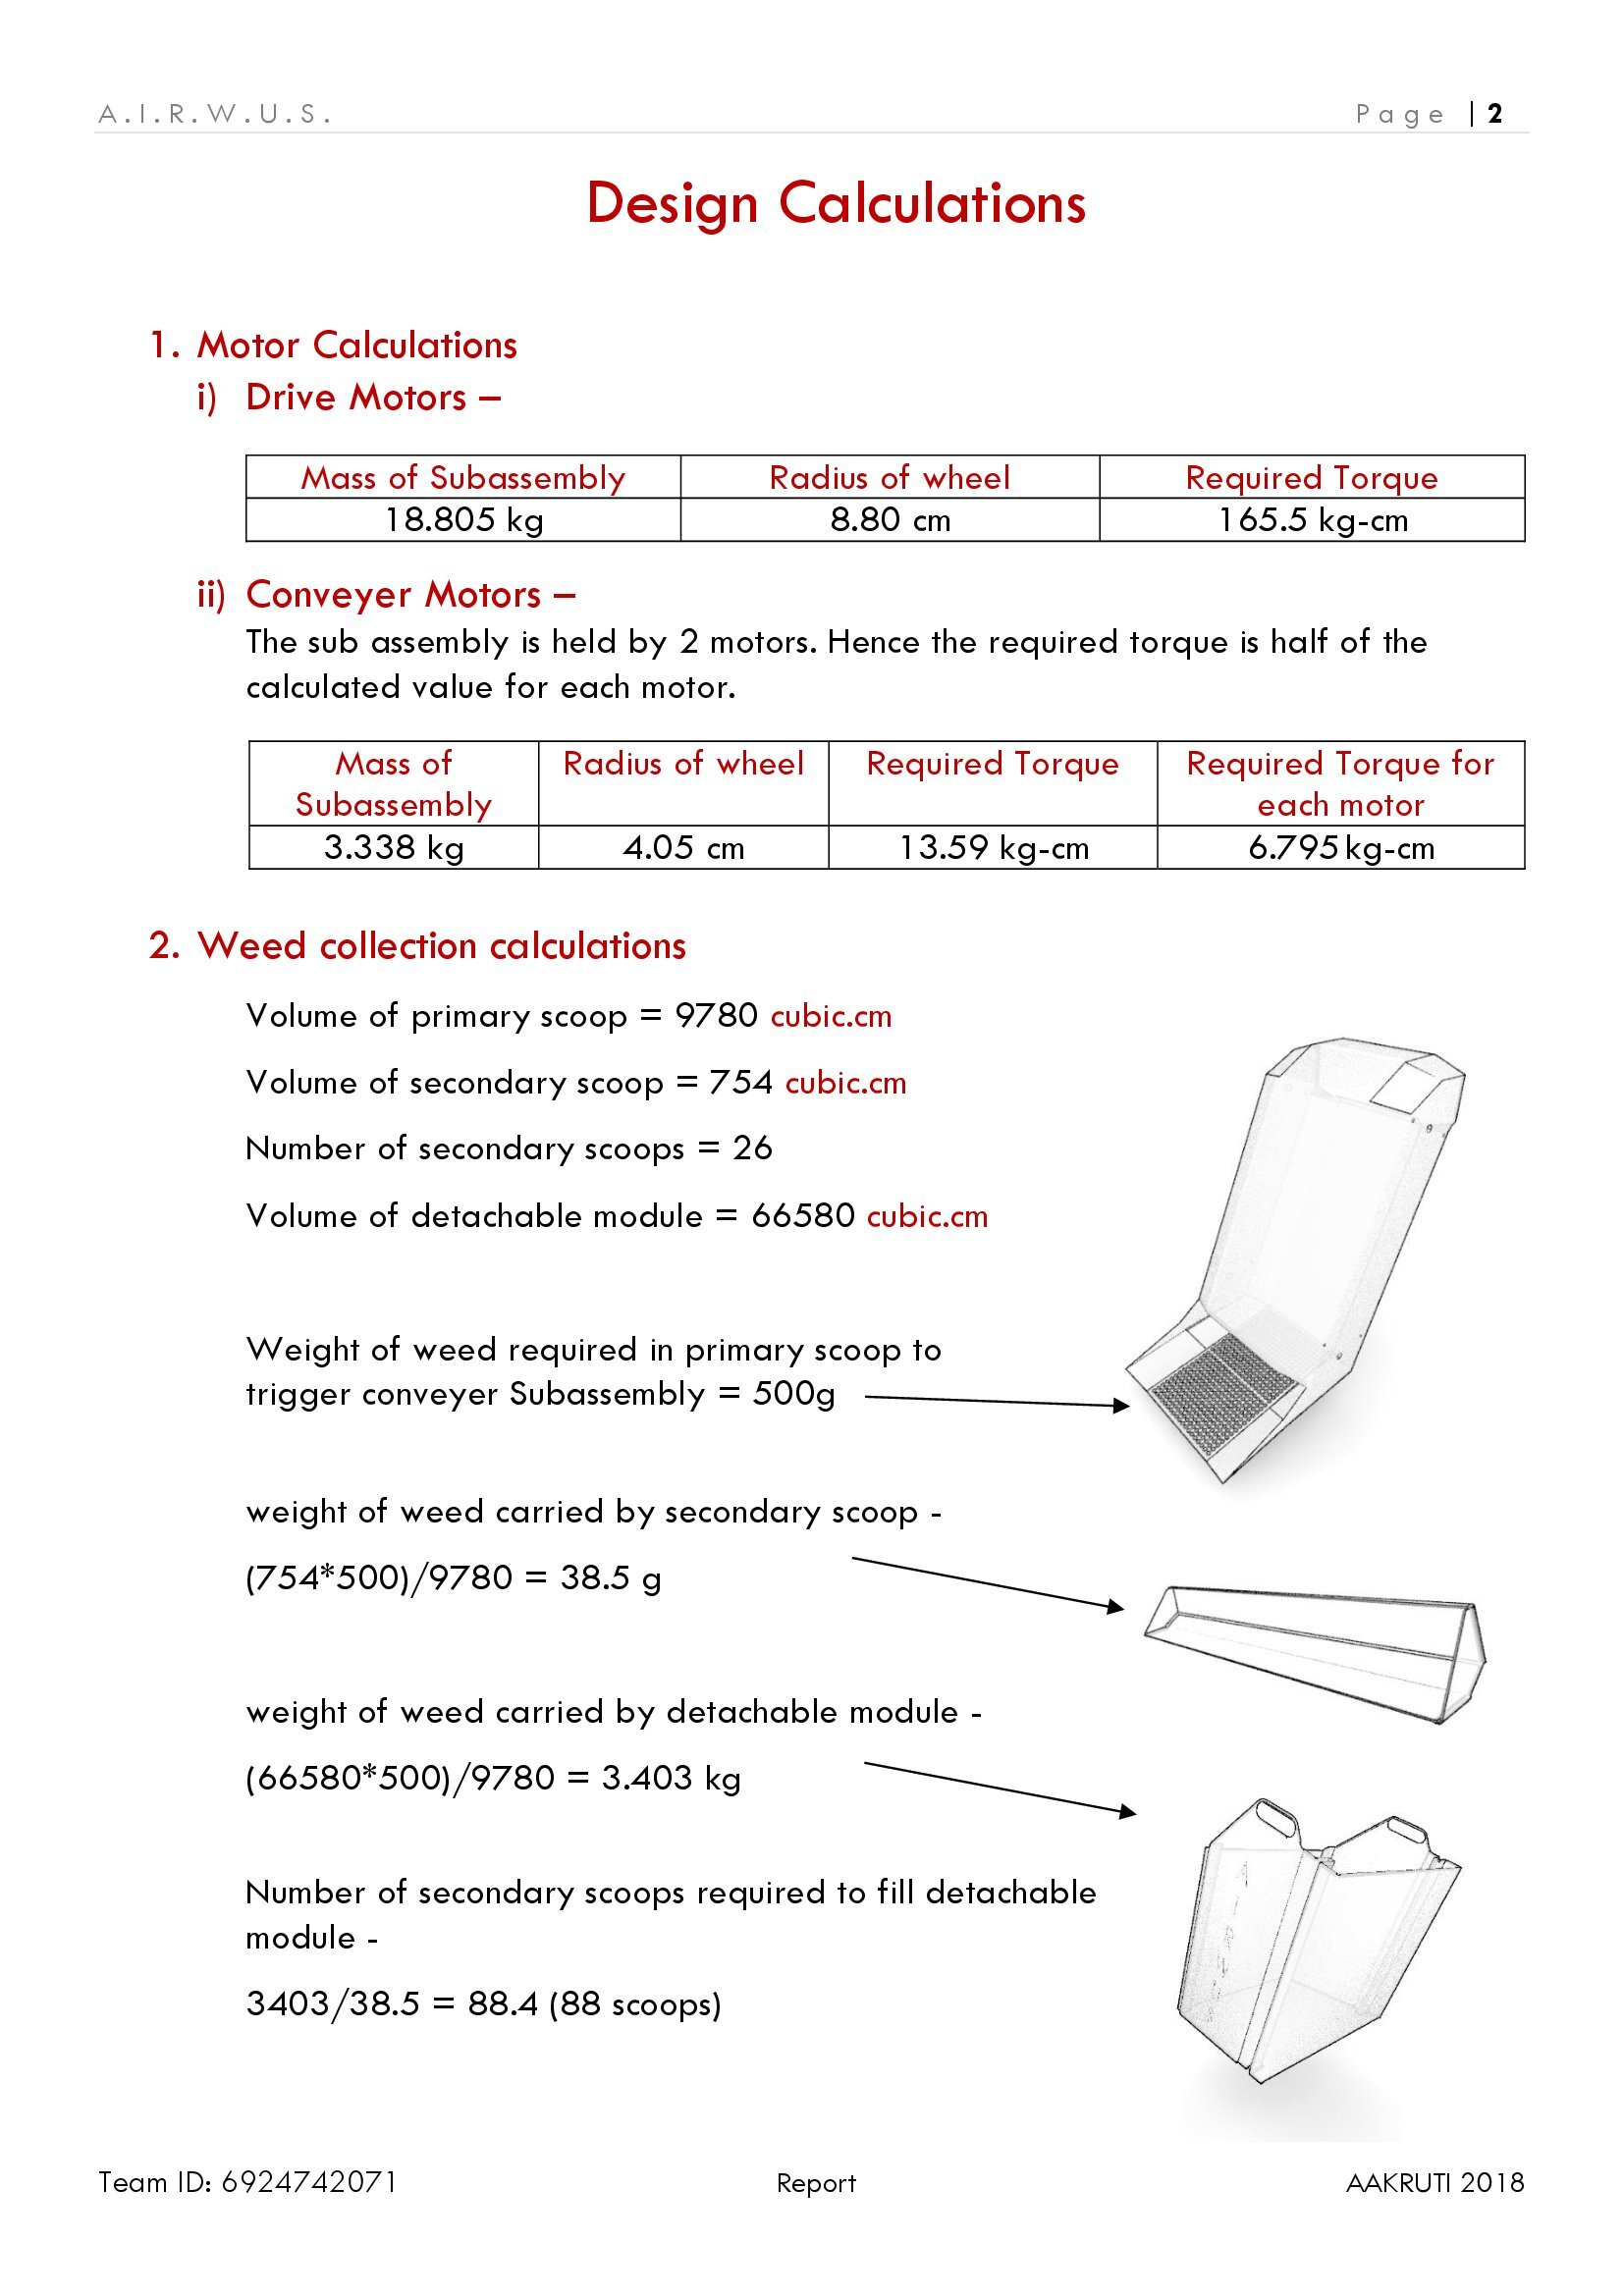 A.I.R.W.U.S. Page | 2
Design Calculations
1. Motor Calculations
i) Drive Motors –
Mass of Subassembly Radius of wheel Required Torque
18.805 kg 8.80 cm 165.5 kg-cm
ii) Conveyer Motors –
The sub assembly is held by 2 motors. Hence the required torque is half of the
calculated value for each motor.
Mass of Subassembly Radius of wheel Required Torque Required Torque for each motor
3.338 kg 4.05 cm 13.59 kg-cm 6.795 kg-cm
2. Weed collection calculations
Volume of primary scoop = 9780 cubic.cm
Volume of secondary scoop = 754 cubic.cm
Number of secondary scoops = 26
Volume of detachable module = 66580 cubic.cm
Weight of weed required in primary scoop to
trigger conveyer Subassembly = 500g
weight of weed carried by secondary scoop -
(754*500)/9780 = 38.5 g
weight of weed carried by detachable module -
(66580*500)/9780 = 3.403 kg
Number of secondary scoops required to fill detachable
module -
3403/38.5 = 88.4 (88 scoops)
Team ID: 6924742071 Report AAKRUTI 2018